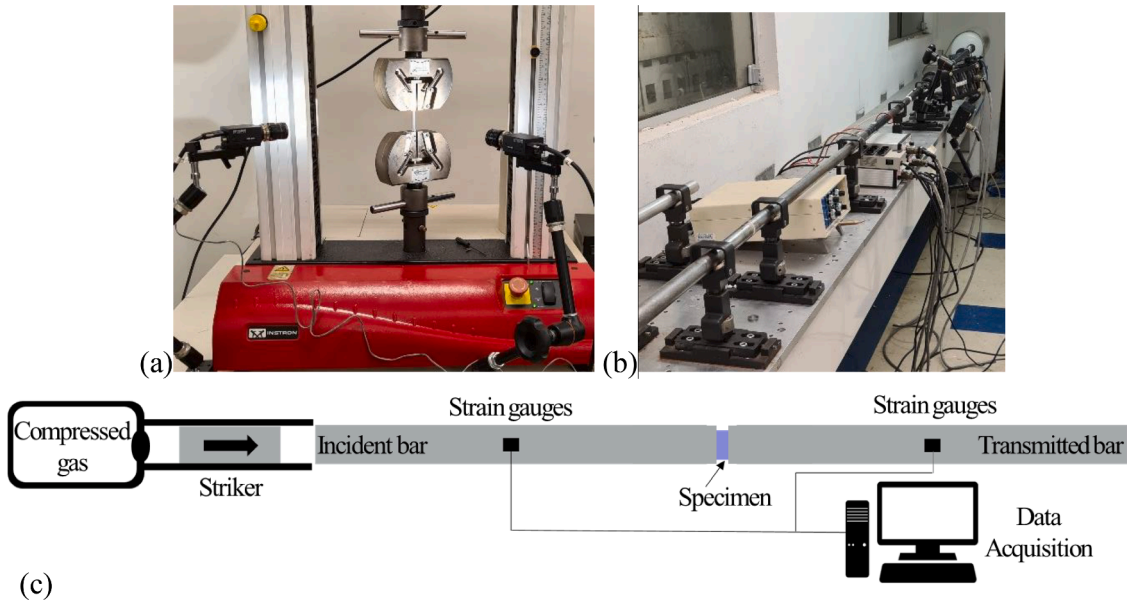 INSTRON
(a)
(b)
Strain gauges
Strain gauges
Compressed
gas
Incident bar
Transmitted bar
Striker
Specimen
Data
Acquisition
(c)